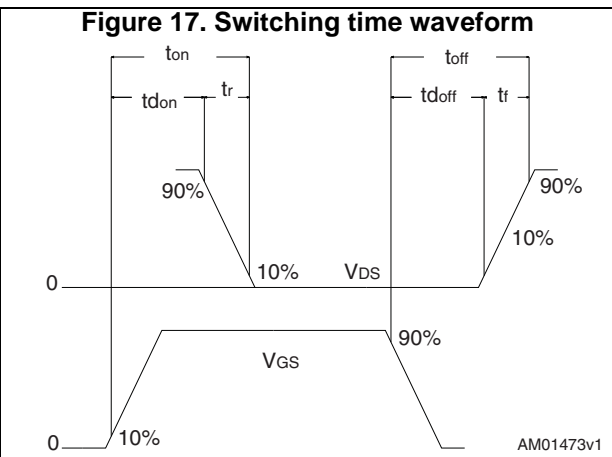 Figure 17. Switching time waveform
ton
toff
tdon
tr
tdoff
tf
90%
90%
10%
10%
0
VDS
90%
VGS
0
10%
AM01473v1